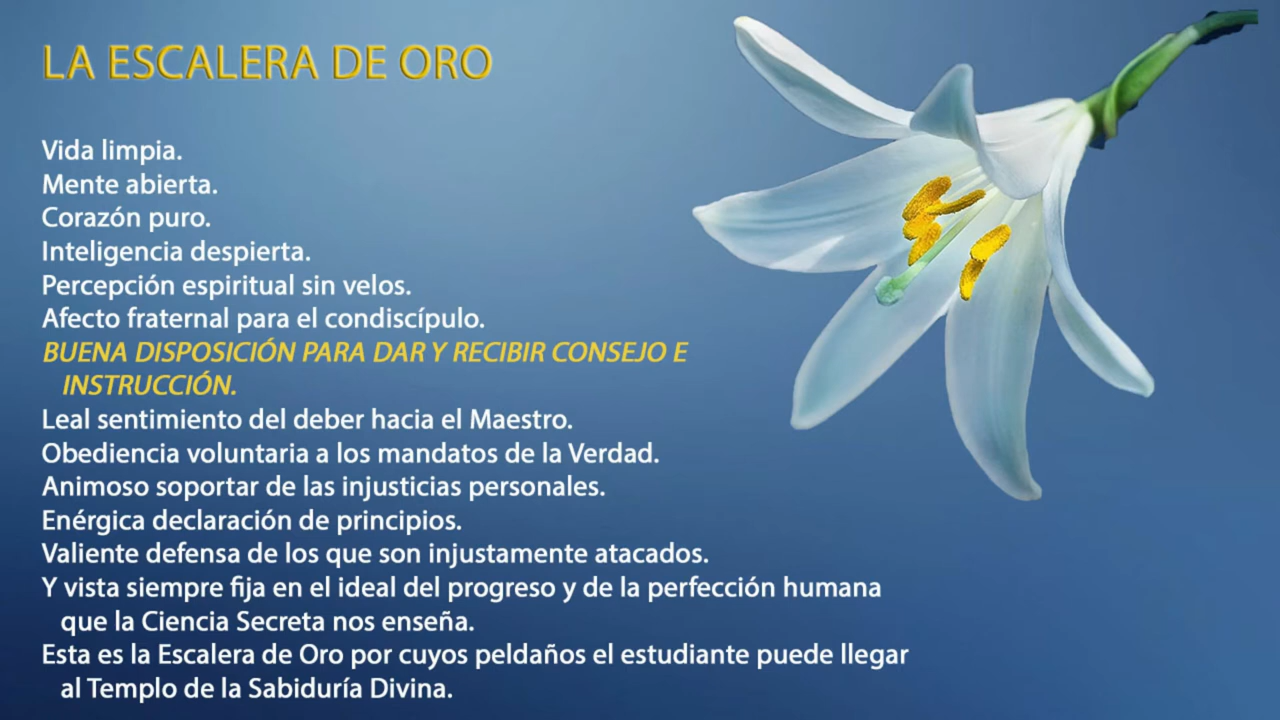 LA ESCALERA DE ORO
Vida limpia.
Mente abierta.
Corazón puro.
Inteligencia despierta.
Percepción espiritual sin velos.
Afecto fraternal para el condiscípulo.
BUENA DISPOSICIÓN PARA DAR Y RECIBIR CONSEJO E
INSTRUCCIÓN.
Leal sentimiento del deber hacia el Maestro.
Obediencia voluntaria a los mandatos de la Verdad.
Animoso soportar de las injusticias personales.
Enérgica declaración de principios.
Valiente defensa de los que son injustamente atacados.
Y vista siempre fija en el ideal del progreso y de la perfección humana
que la Ciencia Secreta nos enseña.
Esta es la Escalera de Oro por cuyos peldaños el estudiante puede llegar
al Templo de la Sabiduría Divina.